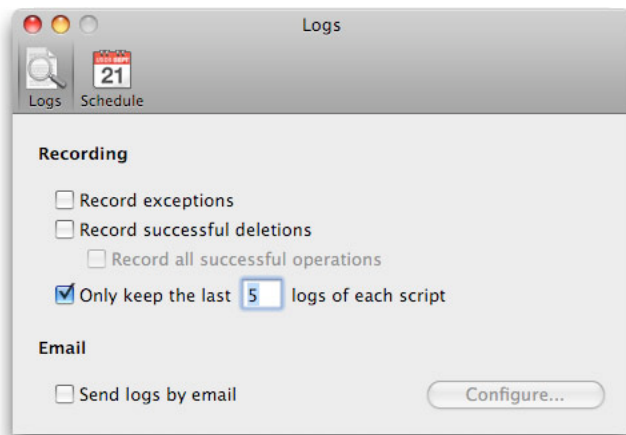 Logs
21
Logs Schedule
Recording
Record exceptions
Record successful deletions
Record all successful operations
Only keep the last 5 logs of each script
Email
Send logs by email Configure...